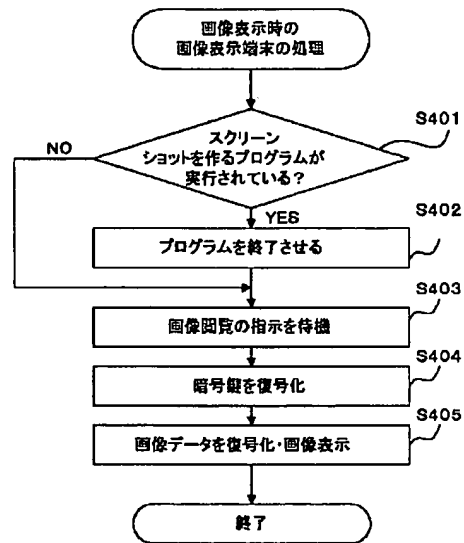 画像表示時の
画像表示端末の処理
S401
スクリーン
ショットを作るプログラムが
実行されている？
NO
YES
S402
プログラムを終了させる
S403
画像閲覧の指示を待機
S404
暗号鍵を復号化
S405
画像データを復号化・画像表示
終了